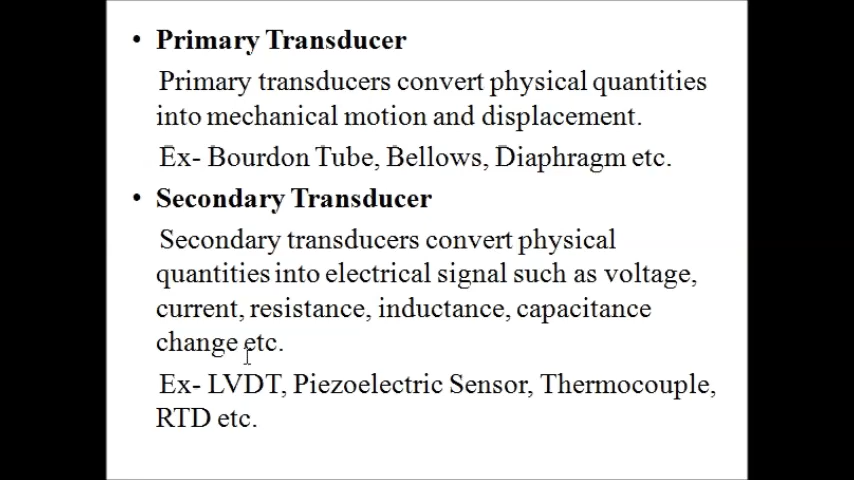 • Primary Transducer
Primary transducers convert physical quantities
into mechanical motion and displacement.
Ex- Bourdon Tube, Bellows, Diaphragm etc.
• Secondary Transducer
Secondary transducers convert physical
quantities into electrical signal such as voltage,
current, resistance, inductance, capacitance
change etc.
Ex- LVDT, Piezoelectric Sensor, Thermocouple,
RTD etc.